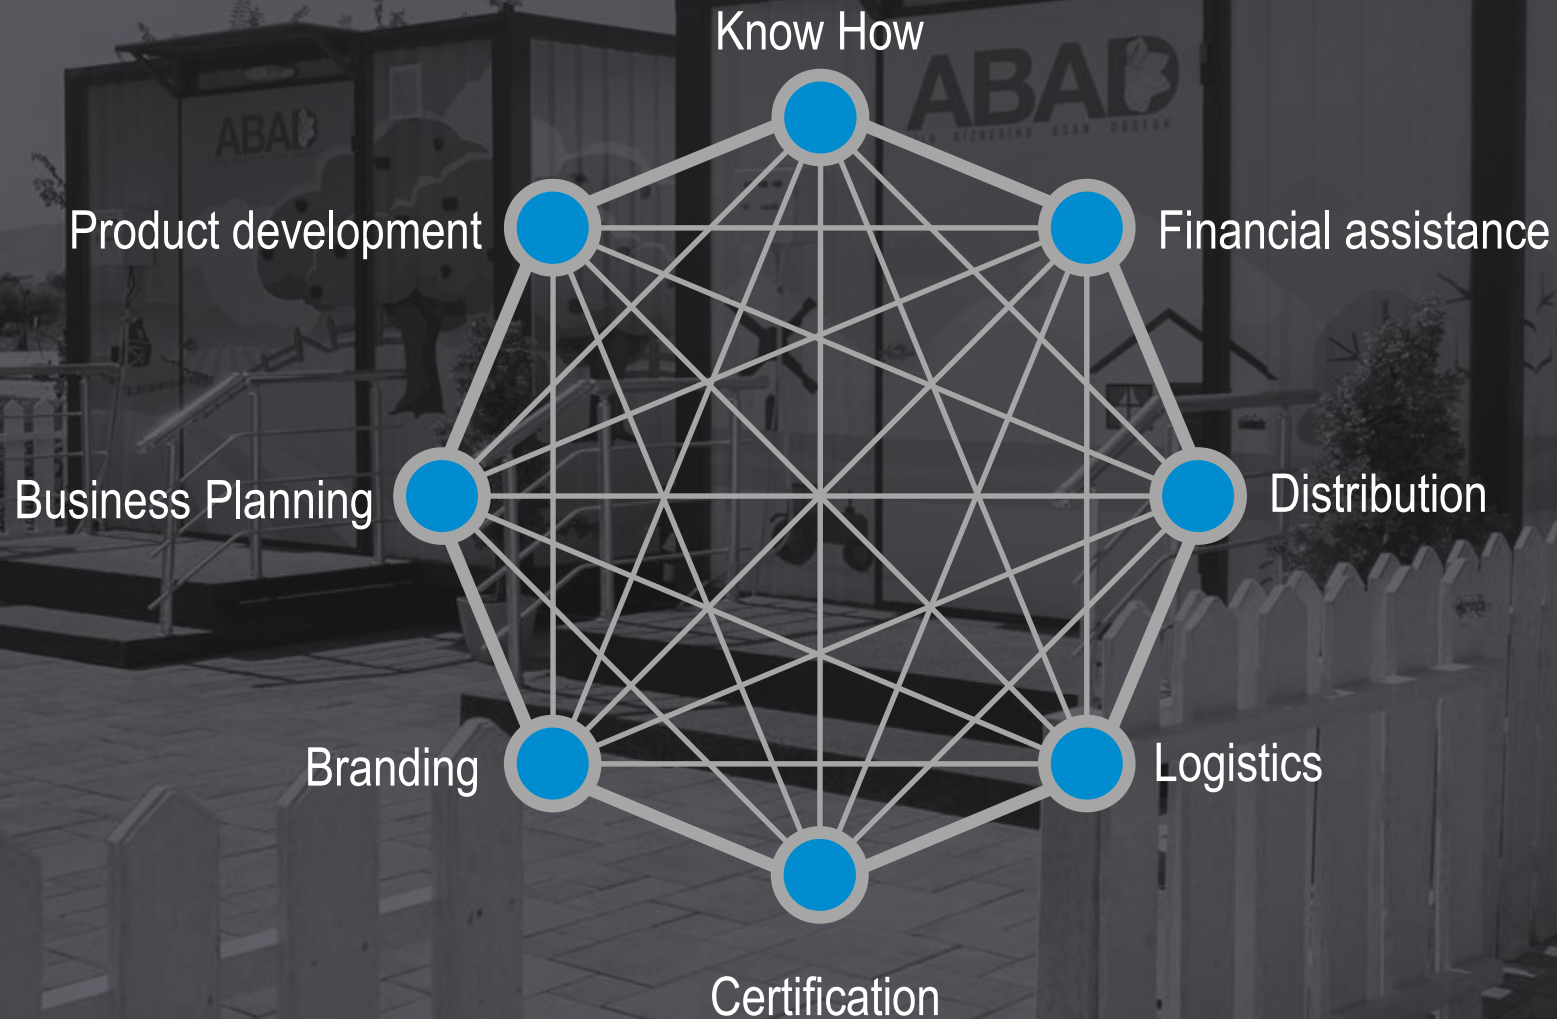 Know How
ABAD
ABAD
Product development
Financial assistance
Business Planning
Distribution
Branding
Logistics
Certification